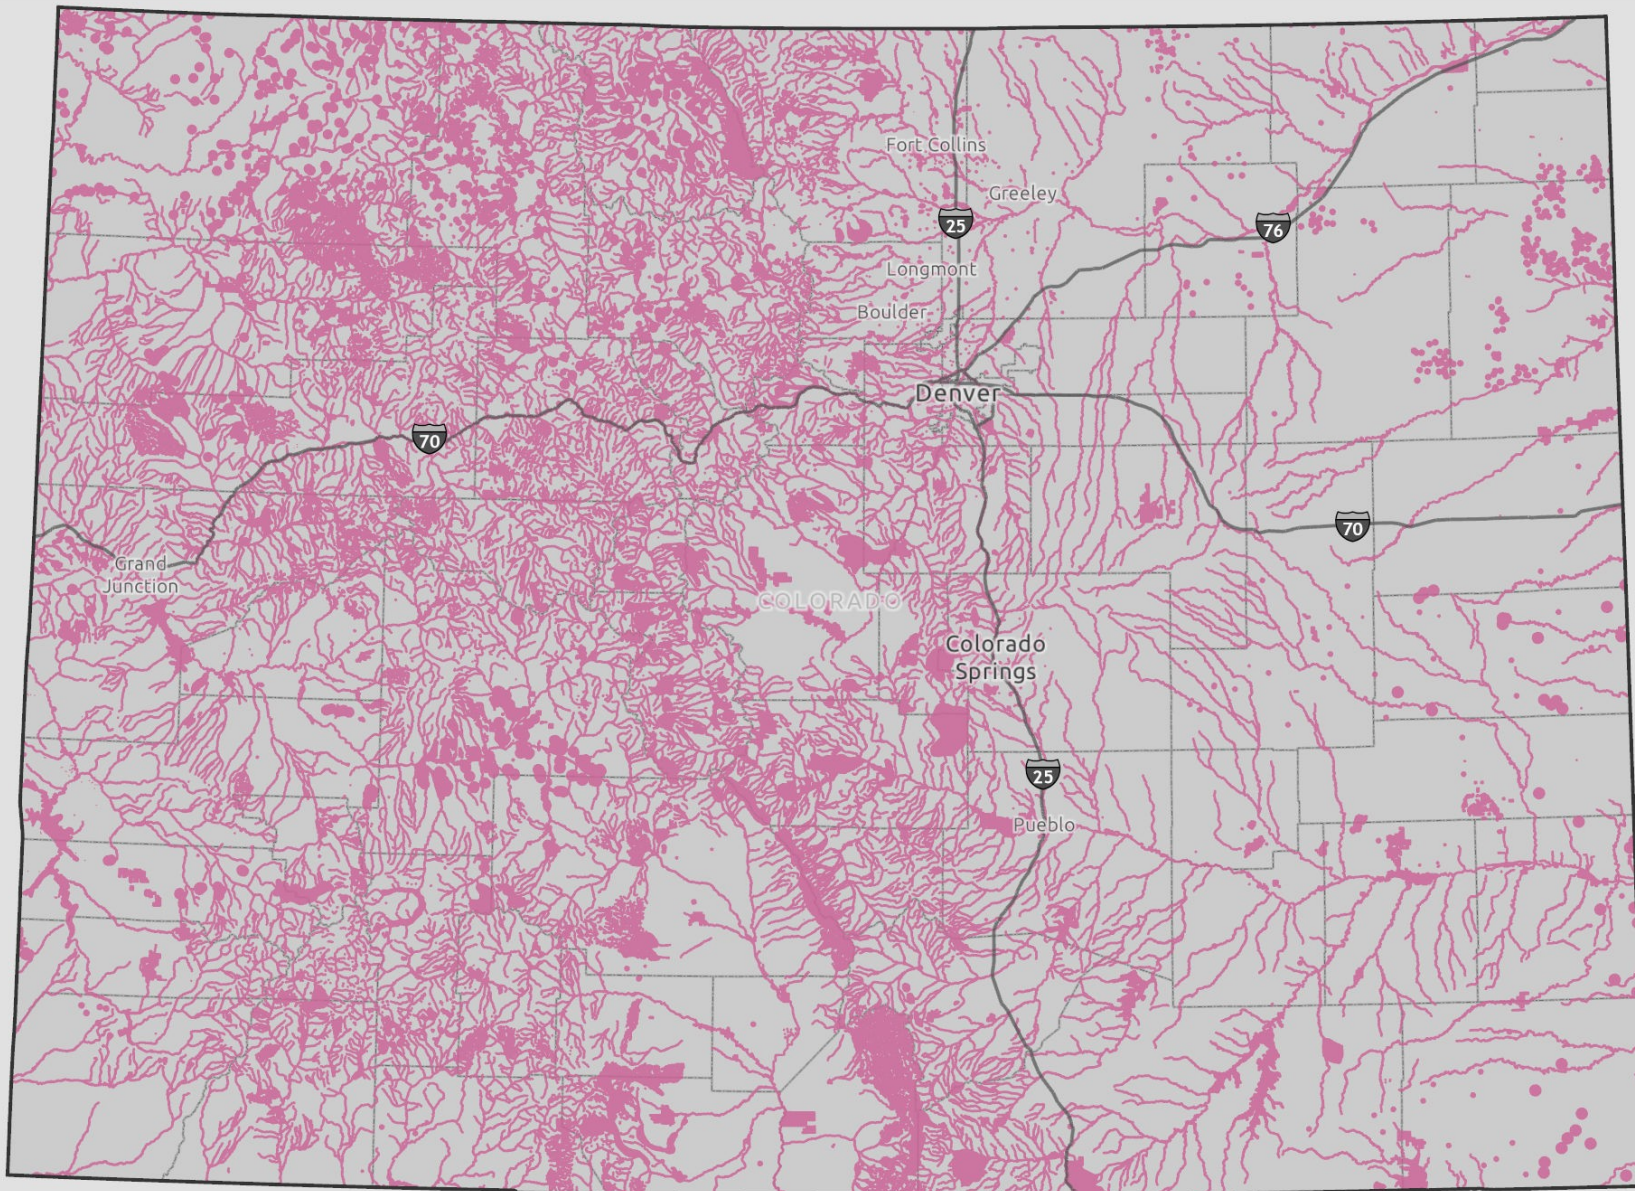 Fort Collins
Greeley
25
76
Longmont
Boulder
Denver
70
70
Grand
Junction
COLORADO
Colorado
Springs
25
Pueblo